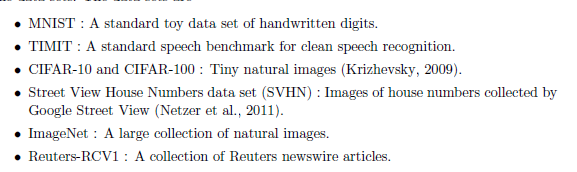 • MNIST : A standard toy data set of handwritten digits.
• TIMIT : A standard speech benchmark for clean speech recognition.
• CIFAR-10 and CIFAR-100 : Tiny natural images (Krizhevsky, 2009).
• Street View House Numbers data set (SVHN) : Images of house numbers collected by
Google Street View (Netzer et al., 2011).
• ImageNet : A large collection of natural images.
• Reuters-RCV1 : A collection of Reuters newswire articles.